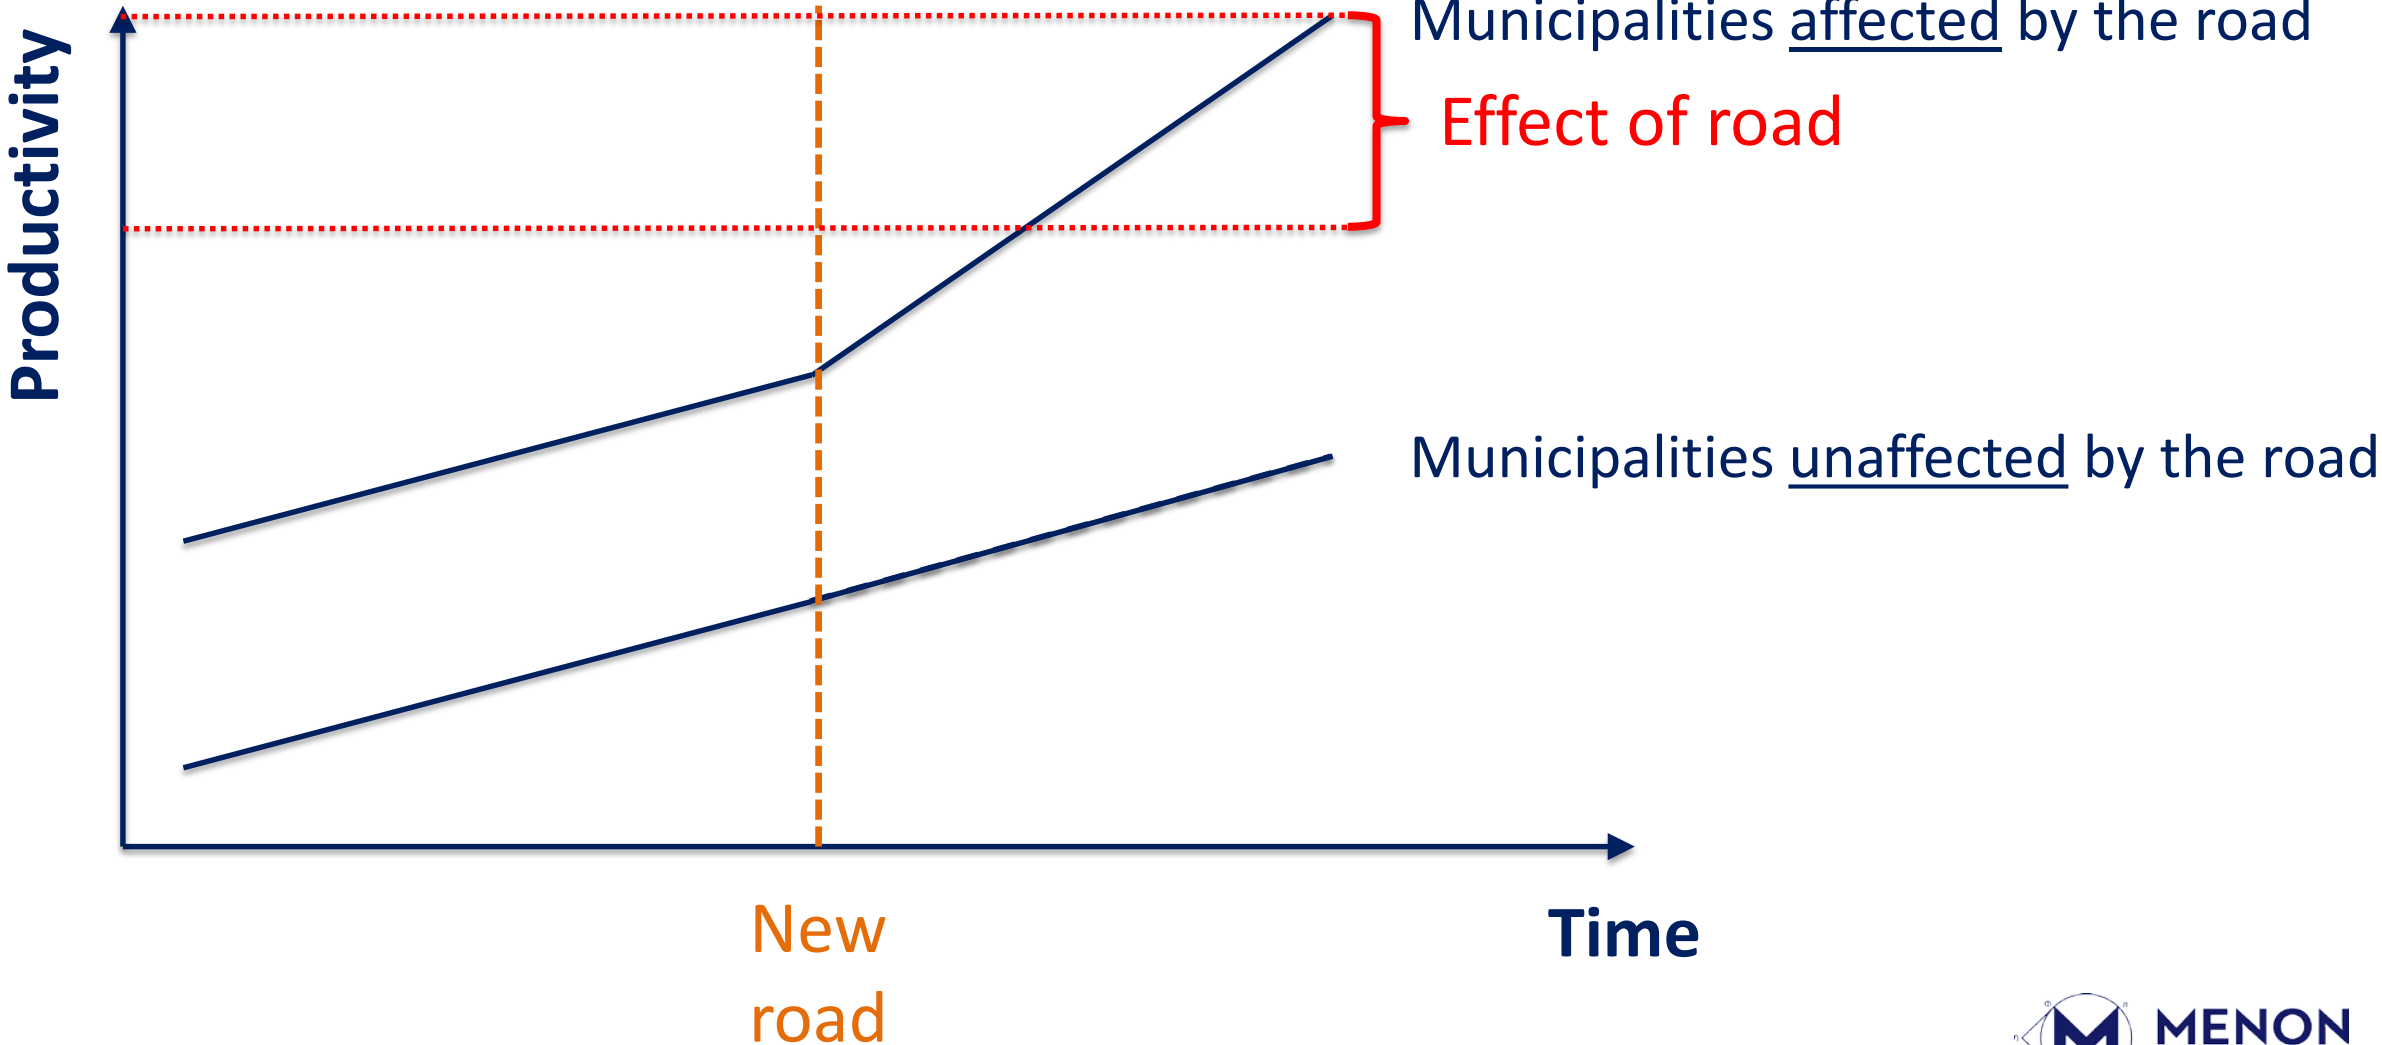 Productivity
Municipalities affected by the road
Effect of road
Municipalities unaffected by the road
New
road
Time
MENON